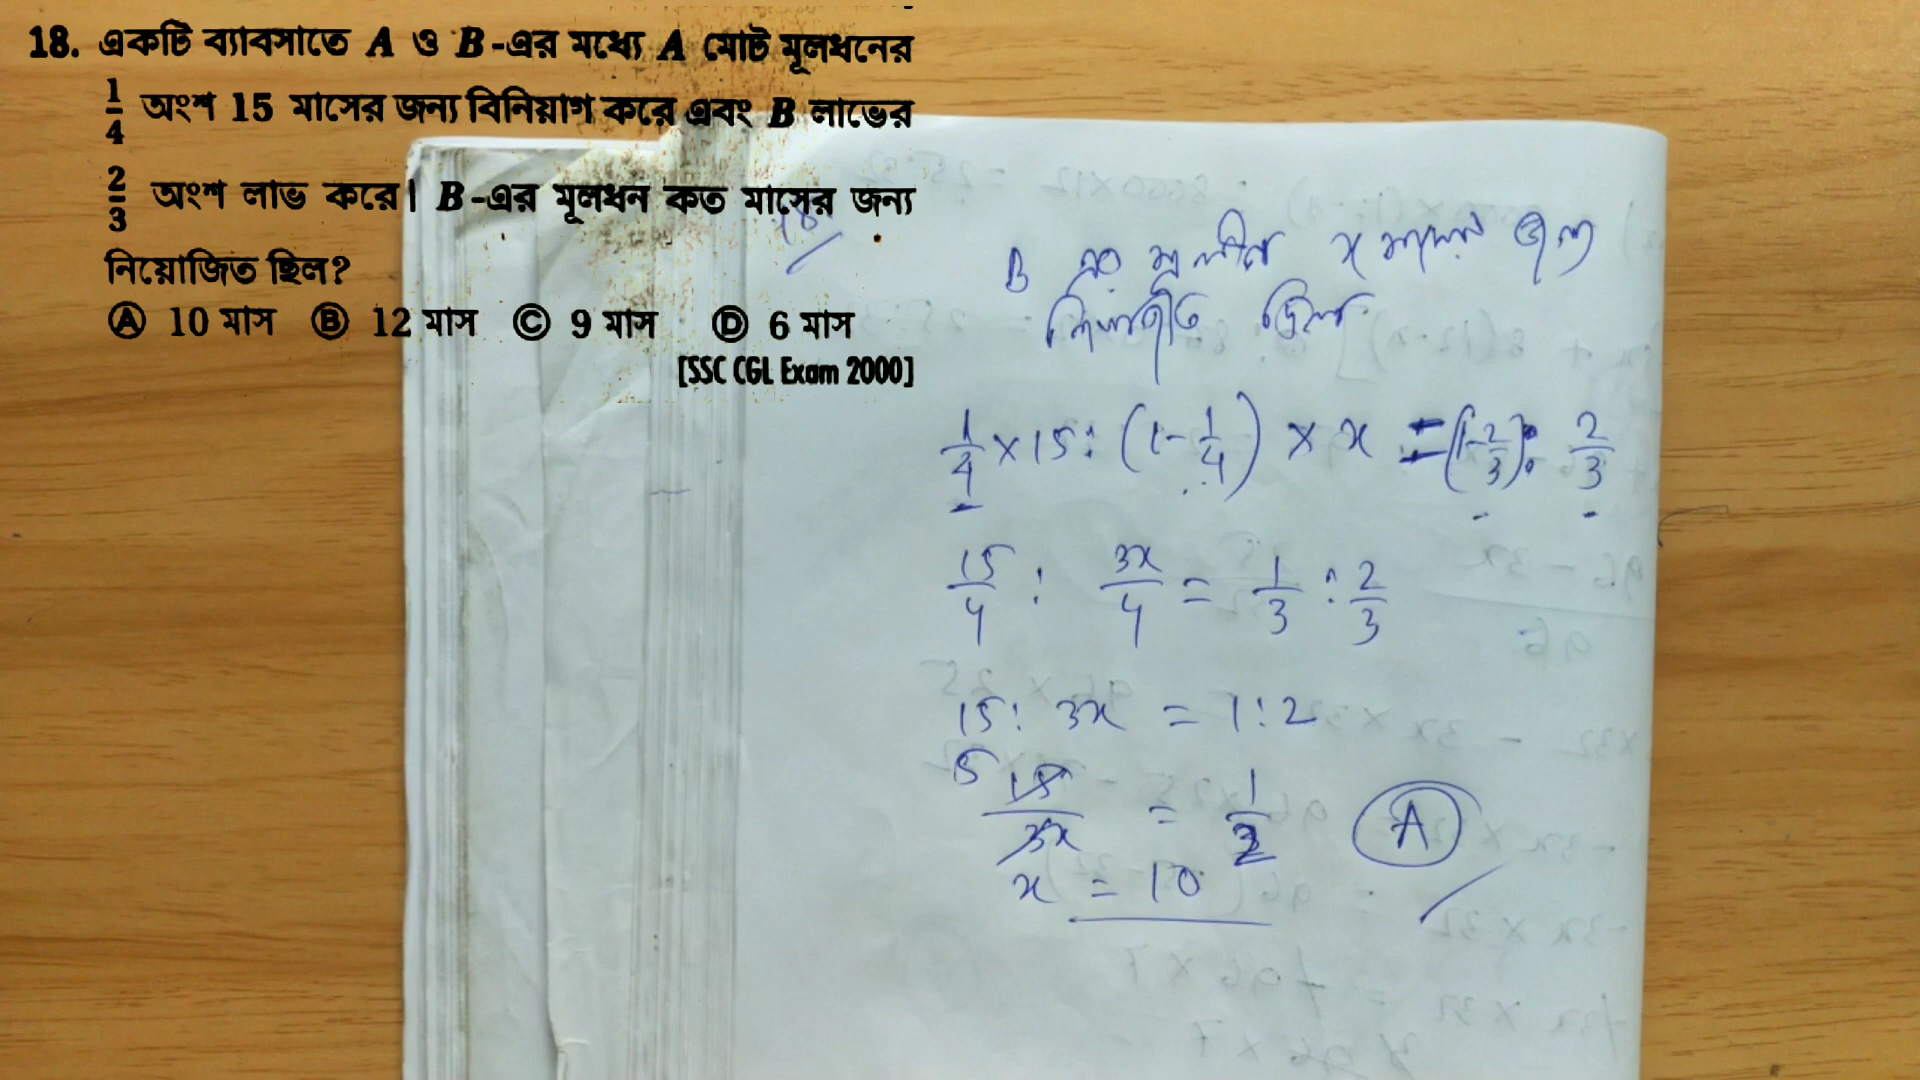 18. একটি ব্যাবসাতে A ও B-এর মধ্যে A মোট মূলধনের
1/4 অংশ 15 মাসের জন্য বিনিয়োগ করে এবং B লাভের
2/3 অংশ লাভ করে। B-এর মূলধন কত মাসের জন্য
নিয়োজিত ছিল?
Ⓐ 10 মাস Ⓑ 12 মাস Ⓒ 9 মাস Ⓓ 6 মাস
[SSC CGL Exam 2000]
18
B এর মূলধন x মাসের জন্য
নিয়োজিত ছিল
1/4 × 15 : (1 - 1/4) × x = (1 - 2/3) : 2/3
15/4 : 3x/4 = 1/3 : 2/3
15 : 3x = 1 : 2
5
15/3x = 1/2 A
x = 10